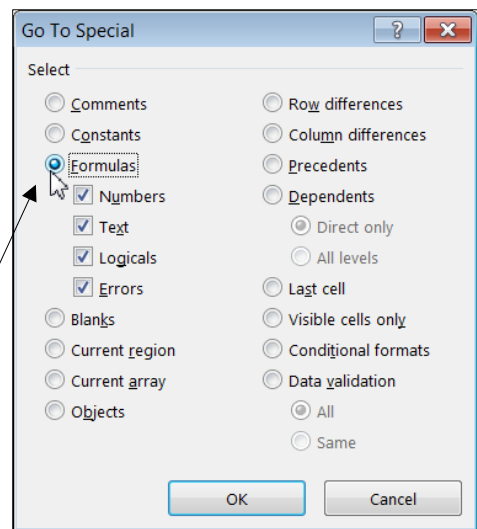 Go To Special
?
Select
Comments
Constants
Formulas
Numbers
Text
Logicals
Errors
Blanks
Current region
Current array
Objects
Row differences
Column differences
Precedents
Dependents
Direct only
All levels
Last cell
Visible cells only
Conditional formats
Data validation
All
Same
OK
Cancel